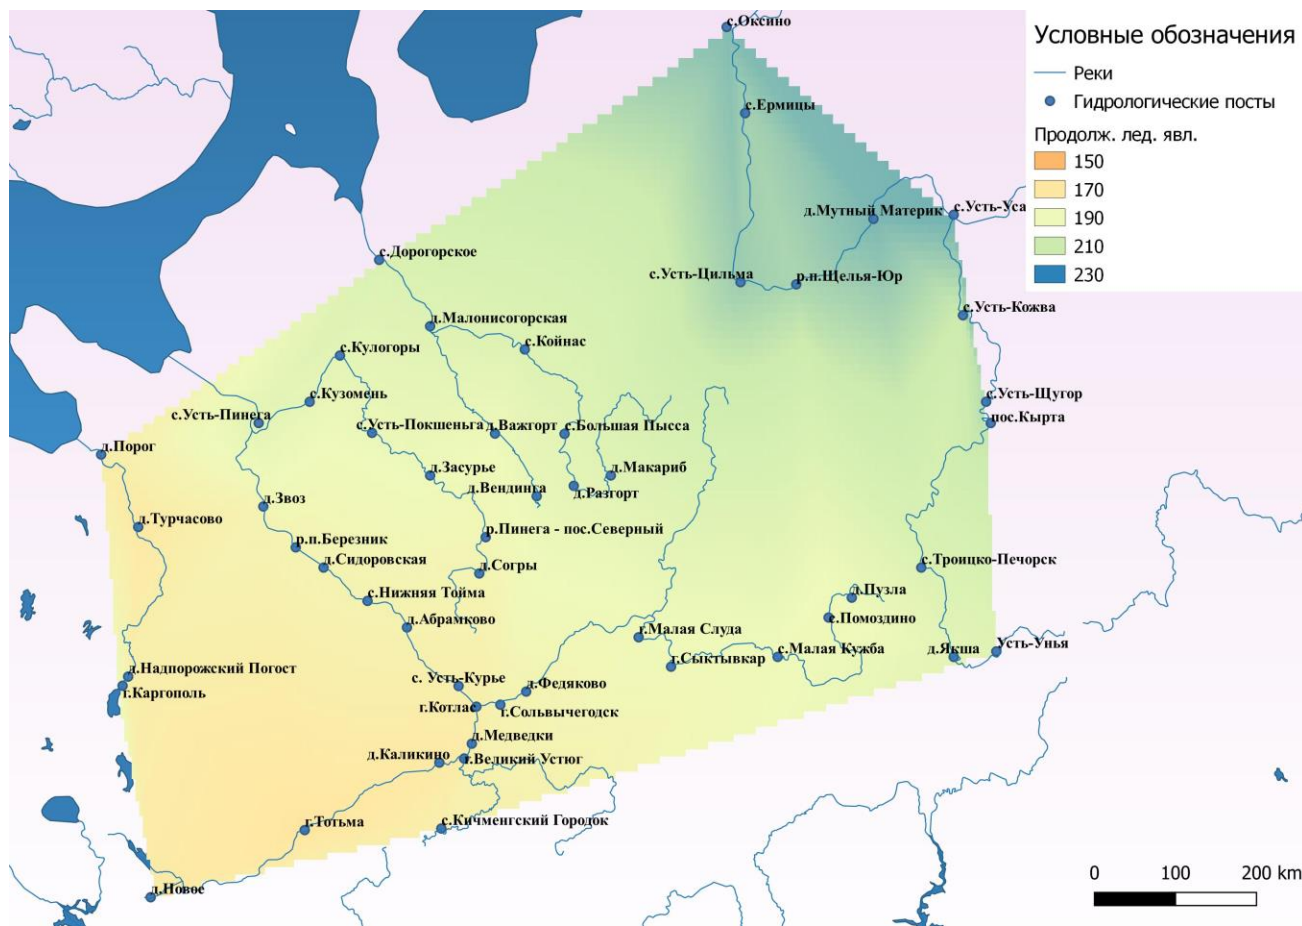 с.Оксино
Условные обозначения
Реки
Гидрологические посты
Продолж. лед. явл.
150
170
190
210
230
с.Ермицы
д.Мутный Материк
с.Усть-Уса
с.Дорогорское
с.Усть-Цильма
р.п.Щелья-Юр
с.Усть-Кожва
д.Малонисогорская
с.Койнас
с.Кулогоры
с.Кузомень
с.Усть-Щугор
с.Усть-Пинега
пос.Кырта
с.Усть-Покшеньга
д.Важгорт
с.Большая Пысса
д.Порог
д.Засурье
д.Макариб
д.Вендинга
д.Разгорт
д.Звоз
д.Турчасово
р.Пинега - пос.Северный
р.п.Березник
д.Сидоровская
д.Согры
с.Троицко-Печорск
с.Нижняя Тойма
д.Пузла
д.Абрамково
с.Помоздино
г.Малая Слуда
Усть-Унья
г.Сыктывкар
с.Малая Кужба
д.Якша
д.Надпорожский Погост
г.Каргополь
с. Усть-Курье
д.Федяково
г.Котлас
г.Сольвычегодск
д.Медведки
д.Каликино
г.Великий Устюг
г.Тотьма
с.Кичменгский Городок
д.Новое
0 100 200 km